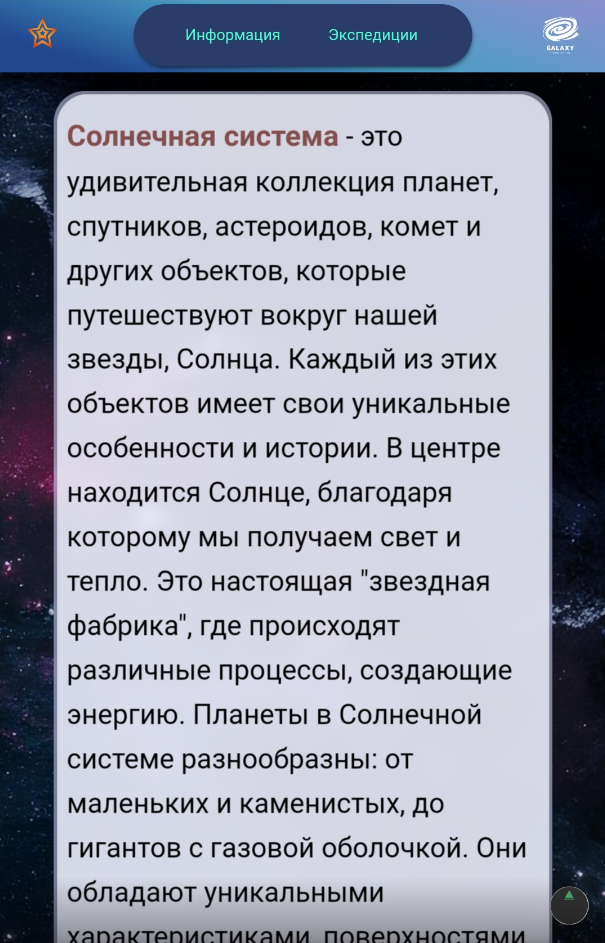 Информация Экспедиции
GALAXY
Солнечная система - это
удивительная коллекция планет,
спутников, астероидов, комет и
других объектов, которые
путешествуют вокруг нашей
звезды, Солнца. Каждый из этих
объектов имеет свои уникальные
особенности и истории. В центре
находится Солнце, благодаря
которому мы получаем свет и
тепло. Это настоящая "звездная
фабрика", где происходят
различные процессы, создающие
энергию. Планеты в Солнечной
системе разнообразны: от
маленьких и каменистых, до
гигантов с газовой оболочкой. Они
обладают уникальными
характеристиками, поверхностями